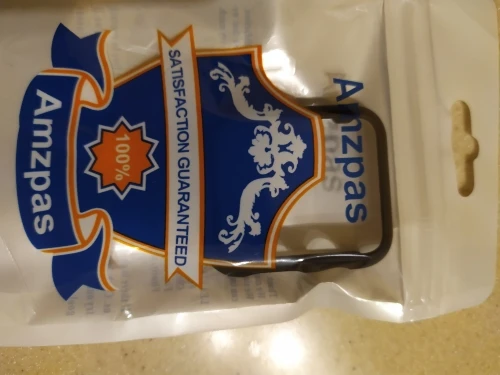 Amzpas
SATISFACTION GUARANTEED
100%
Amzpas